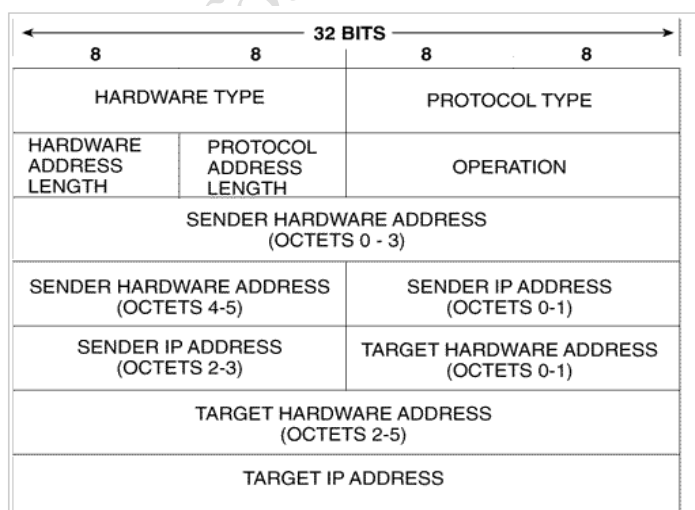 32 BITS
8 8 8 8
HARDWARE TYPE PROTOCOL TYPE
HARDWARE ADDRESS LENGTH
PROTOCOL ADDRESS LENGTH
OPERATION
SENDER HARDWARE ADDRESS
(OCTETS 0 - 3)
SENDER HARDWARE ADDRESS
(OCTETS 4-5)
SENDER IP ADDRESS
(OCTETS 0-1)
SENDER IP ADDRESS
(OCTETS 2-3)
TARGET HARDWARE ADDRESS
(OCTETS 0-1)
TARGET HARDWARE ADDRESS
(OCTETS 2-5)
TARGET IP ADDRESS